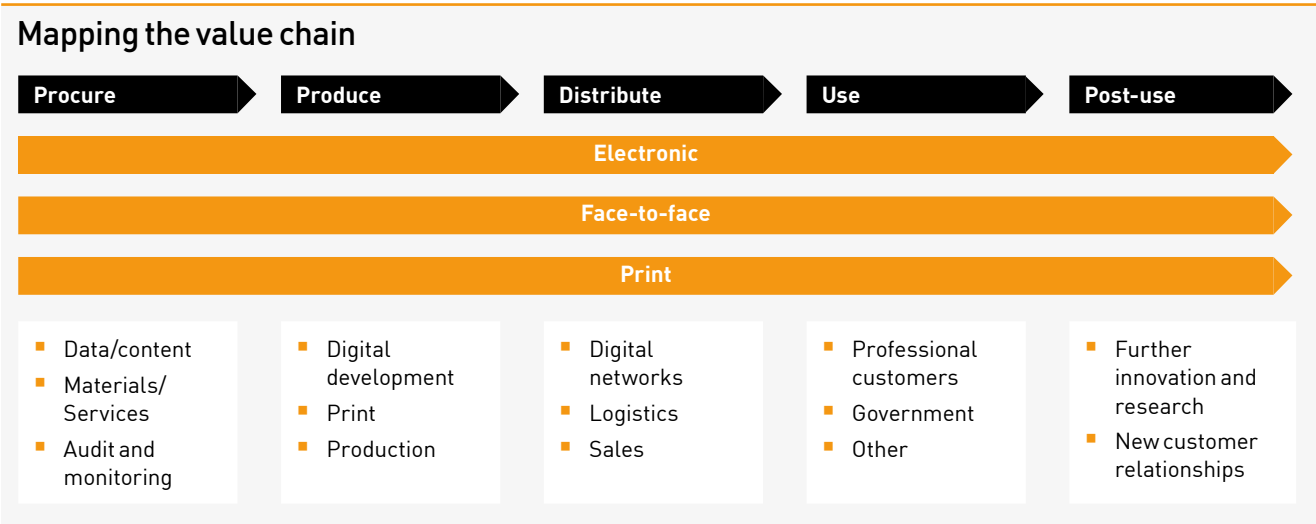 Mapping the value chain
Procure
Produce
Distribute
Use
Post-use
Electronic
Face-to-face
Print
Data/content
Materials/
Services
Audit and
monitoring
Digital
development
Print
Production
Digital
networks
Logistics
Sales
Professional
customers
Government
Other
Further
innovation and
research
New customer
relationships